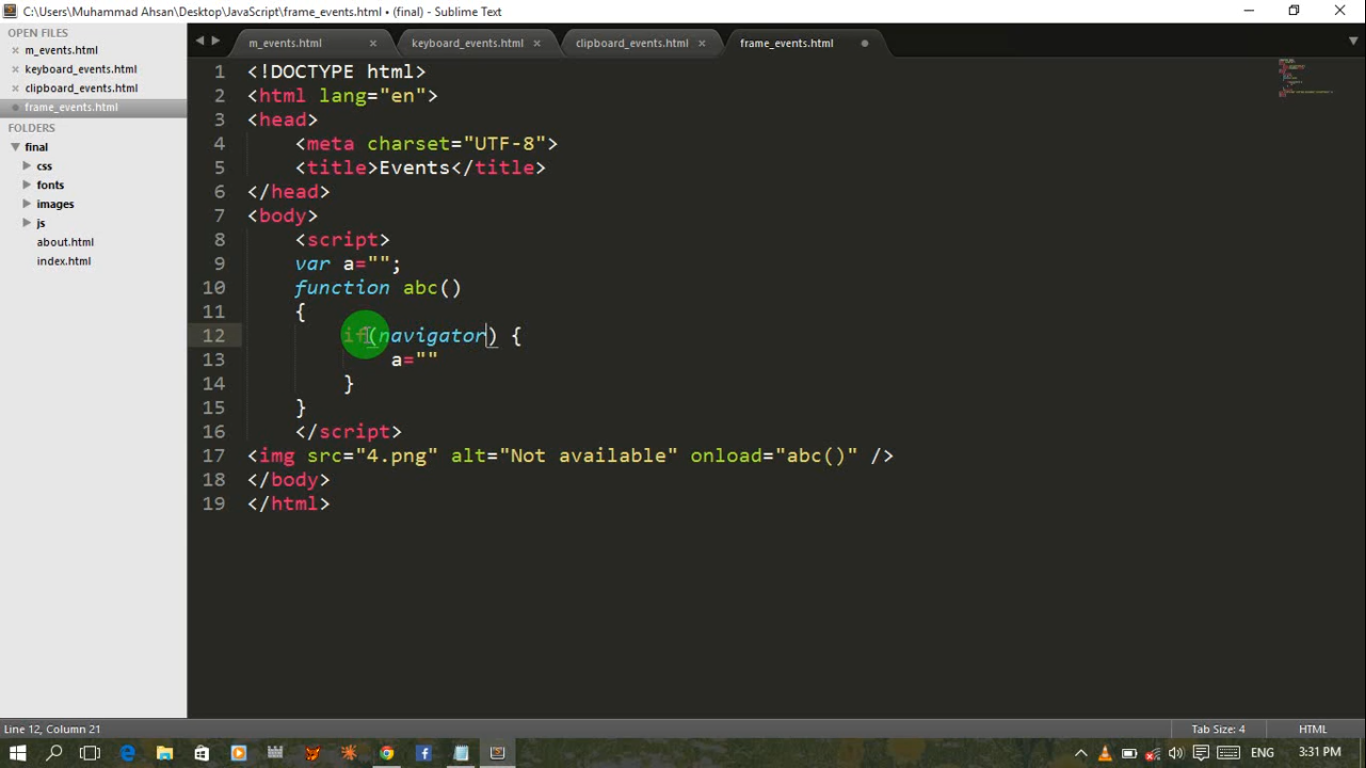 C:\Users\Muhammad Ahsan\Desktop\JavaScript\frame_events.html • (final) - Sublime Text
OPEN FILES
m_events.html
keyboard_events.html
clipboard_events.html
frame_events.html
FOLDERS
final
css
fonts
images
js
about.html
index.html
m_events.html keyboard_events.html clipboard_events.html frame_events.html
1 <!DOCTYPE html>
2 <html lang="en">
3 <head>
4 <meta charset="UTF-8">
5 <title>Events</title>
6 </head>
7 <body>
8 <script>
9 var a="";
10 function abc()
11 {
12 if(navigator) {
13 a=""
14 }
15 }
16 </script>
17 <img src="4.png" alt="Not available" onload="abc()" />
18 </body>
19 </html>
Line 12, Column 21
Tab Size: 4
HTML
ENG
3:31 PM